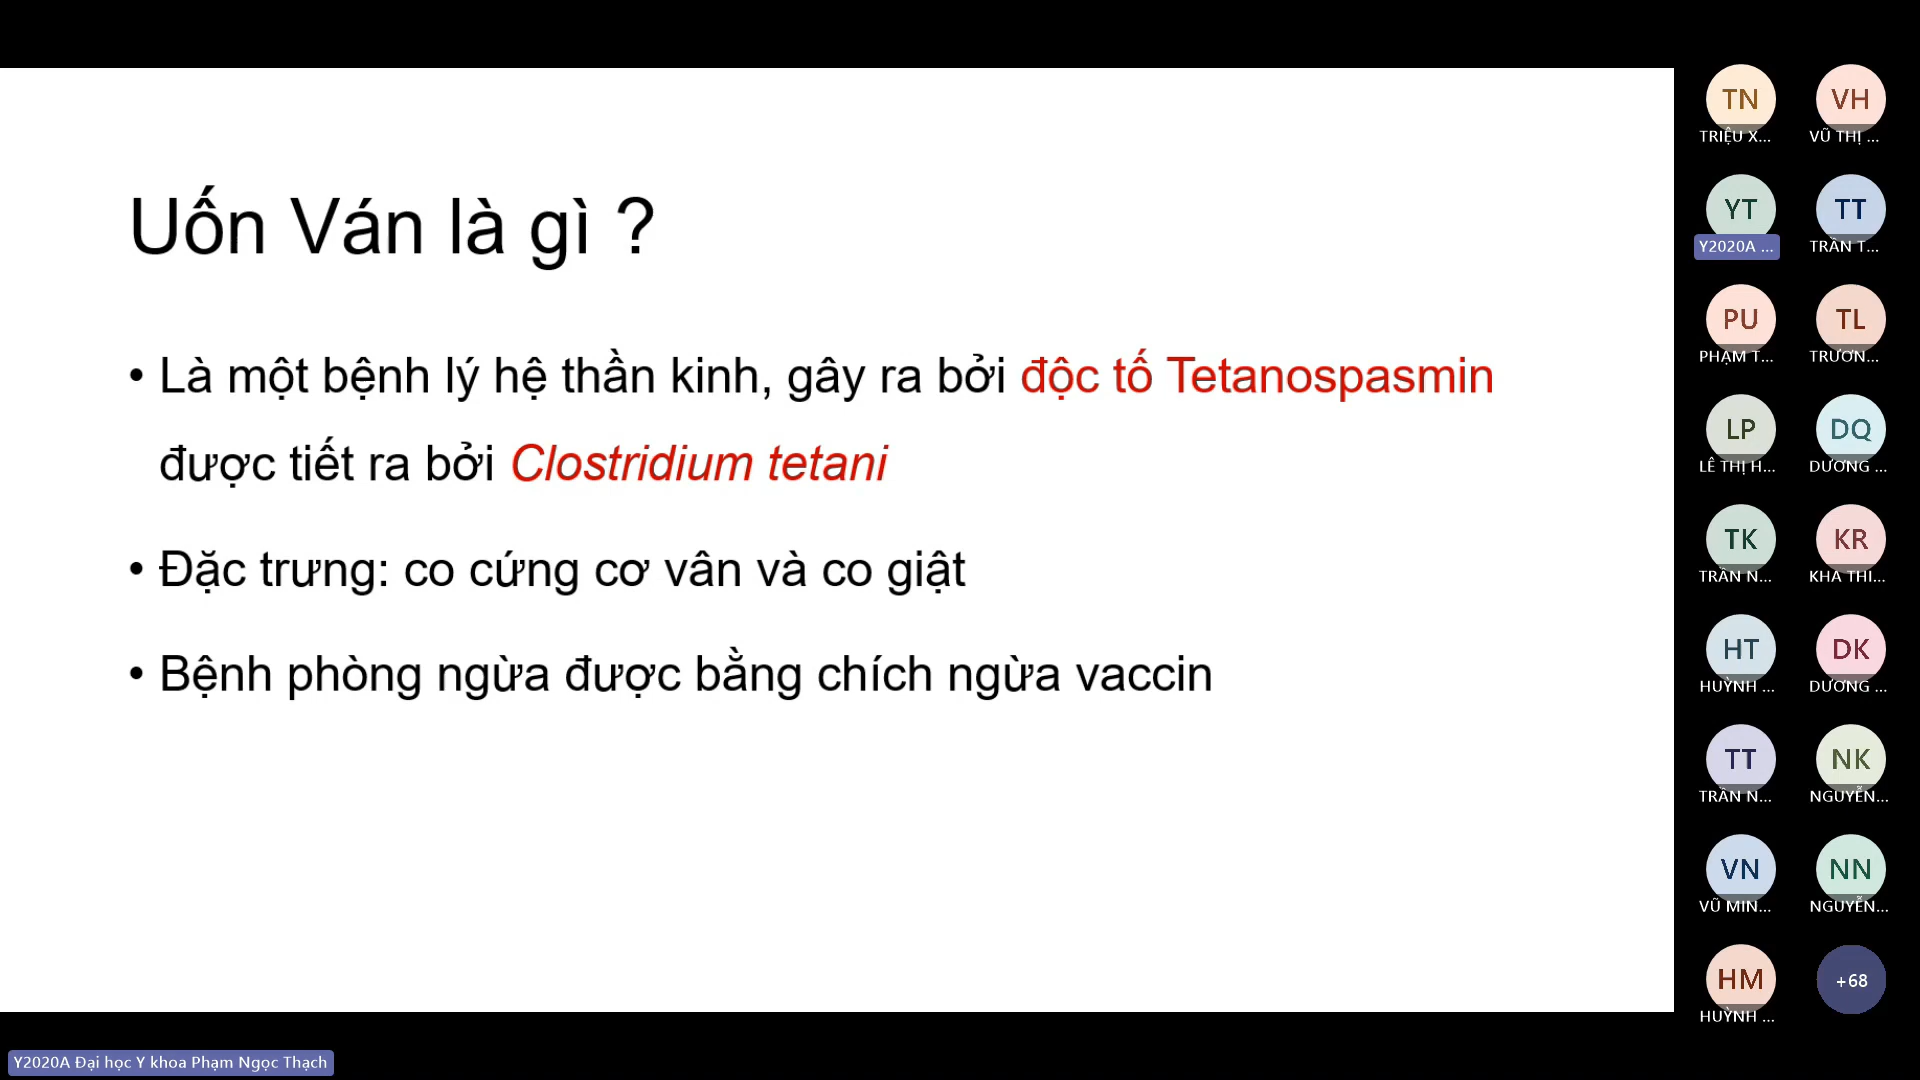 Uốn Ván là gì ?
• Là một bệnh lý hệ thần kinh, gây ra bởi độc tố Tetanospasmin
được tiết ra bởi Clostridium tetani
• Đặc trưng: co cứng cơ vân và co giật
• Bệnh phòng ngừa được bằng chích ngừa vaccin
TN VH
TRIỆU X... VŨ THỊ ...
YT TT
Y2020A ... TRẦN T...
PU TL
PHẠM T... TRƯƠN...
LP DQ
LÊ THỊ H... DƯƠNG ...
TK KR
TRẦN N... KHA THI...
HT DK
HUỲNH ... DƯƠNG ...
TT NK
TRẦN N... NGUYỄN...
VN NN
VŨ MIN... NGUYỄN...
HM +68
HUỲNH ...
Y2020A Đại học Y khoa Phạm Ngọc Thạch